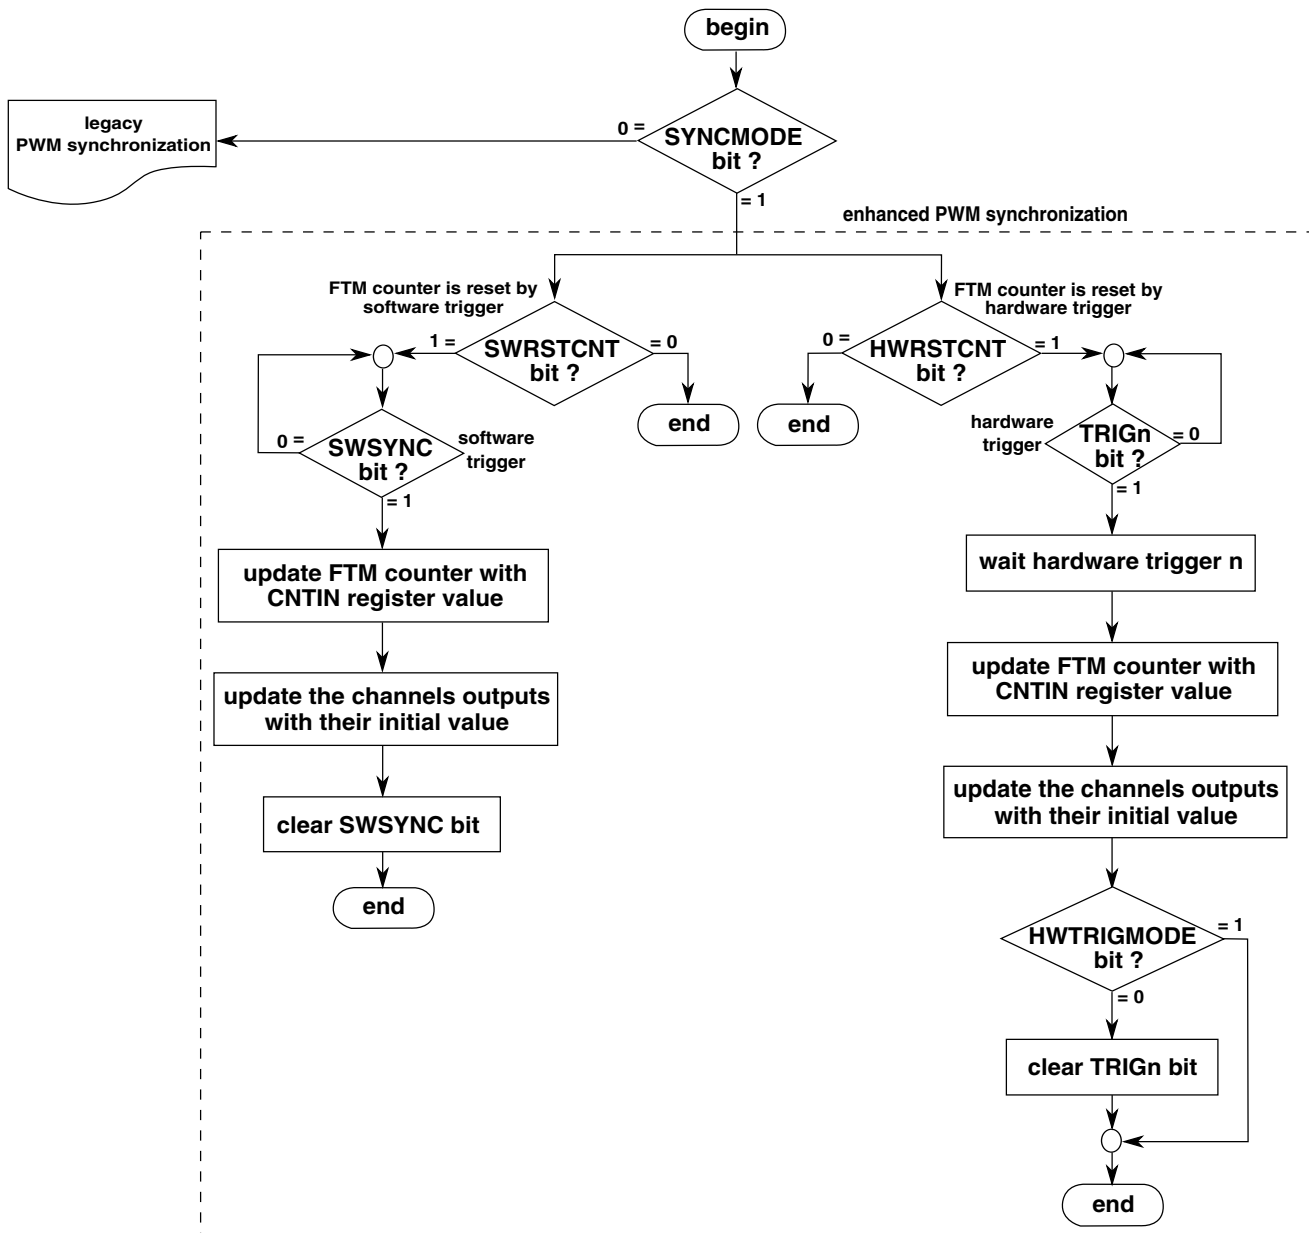 begin
legacy
PWM synchronization
0 =
SYNCMODE
bit ?
= 1
enhanced PWM synchronization
FTM counter is reset by
software trigger
FTM counter is reset by
hardware trigger
1 =
SWRSTCNT
bit ?
= 0
0 =
HWRSTCNT
bit ?
= 1
end
end
0 =
SWSYNC
bit ?
software
trigger
= 1
hardware
trigger
TRIGn
bit ?
= 0
= 1
update FTM counter with
CNTIN register value
wait hardware trigger n
update the channels outputs
with their initial value
update FTM counter with
CNTIN register value
clear SWSYNC bit
update the channels outputs
with their initial value
end
HWTRIGMODE
bit ?
= 1
= 0
clear TRIGn bit
end